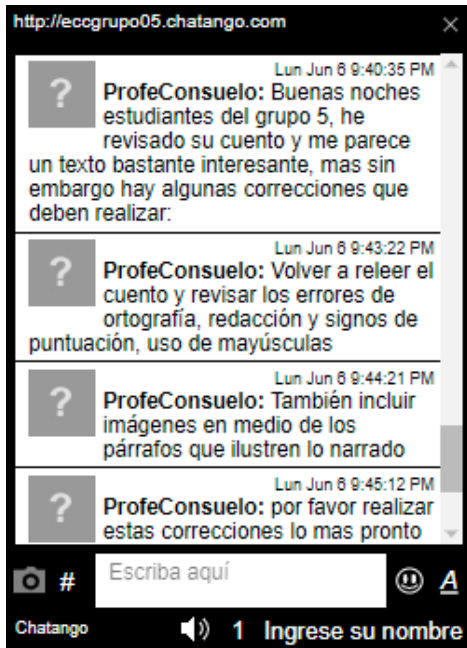 http://eccgrupo05.chatango.com
Lun Jun 6 9:40:35 PM
ProfeConsuelo: Buenas noches
estudiantes del grupo 5, he
revisado su cuento y me parece
un texto bastante interesante, mas sin
embargo hay algunas correcciones que
deben realizar:
Lun Jun 6 9:43:22 PM
ProfeConsuelo: Volver a releer el
cuento y revisar los errores de
ortografía, redacción y signos de
puntuación, uso de mayúsculas
Lun Jun 6 9:44:21 PM
ProfeConsuelo: También incluir
imágenes en medio de los
párrafos que ilustren lo narrado
Lun Jun 6 9:45:12 PM
ProfeConsuelo: por favor realizar
estas correcciones lo mas pronto
# Escriba aquí A
Chatango 1 Ingrese su nombre